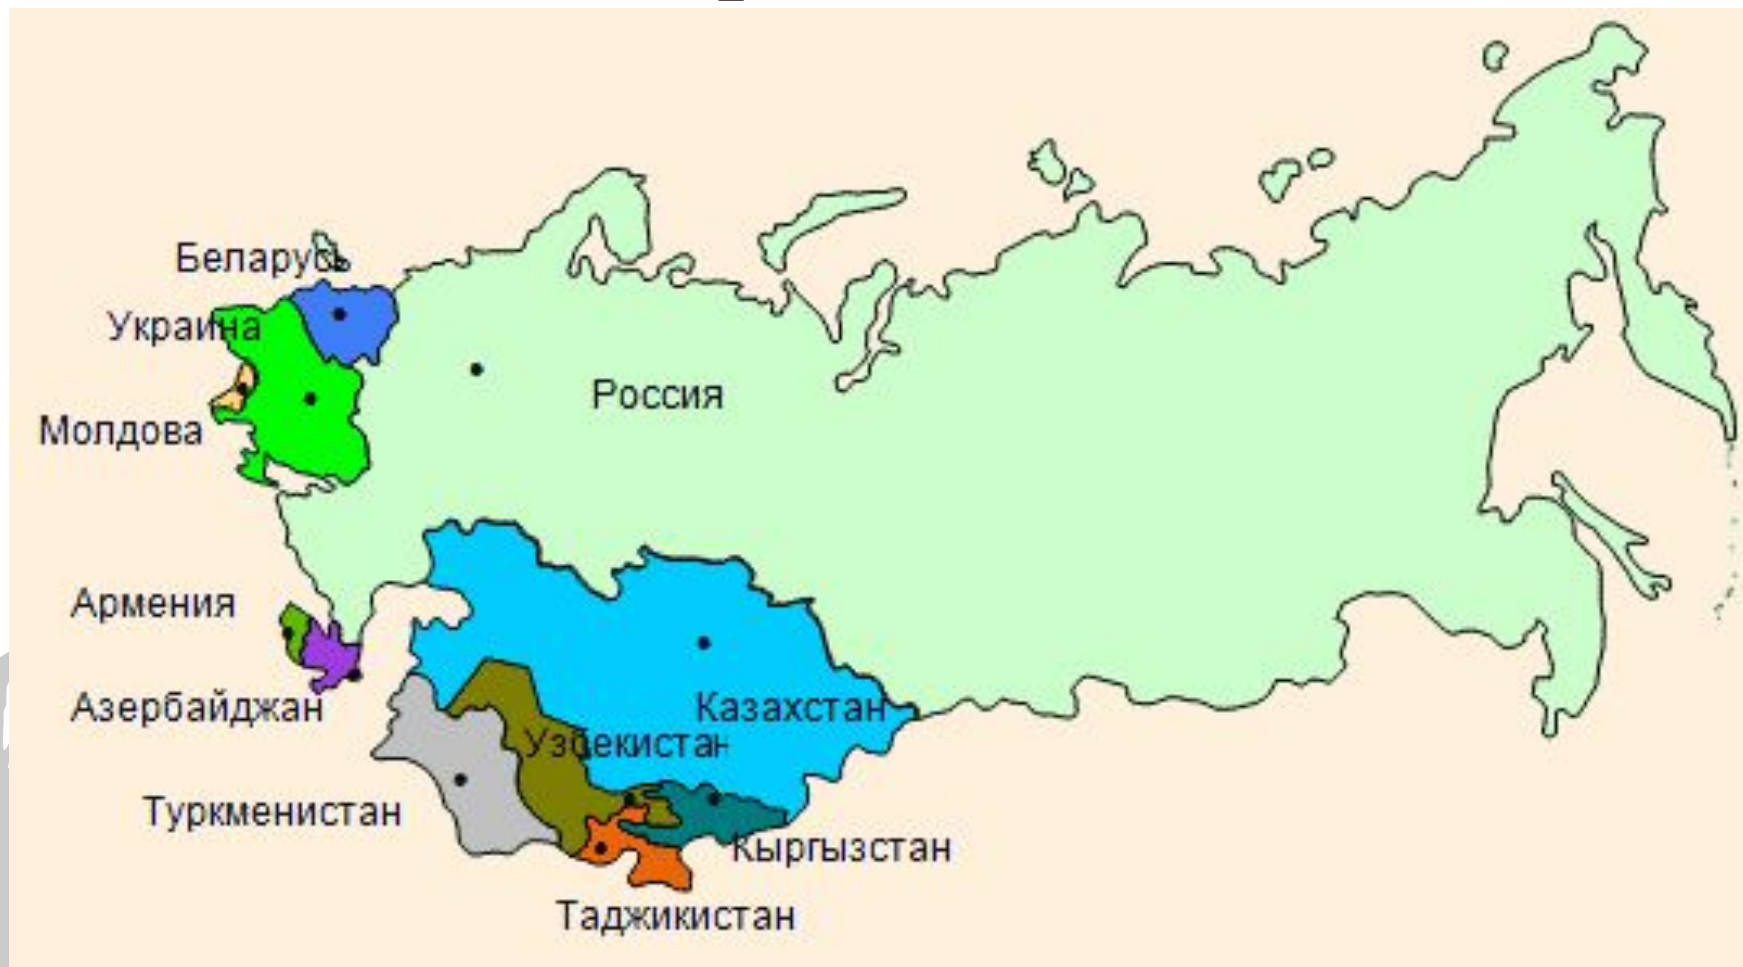 Беларусь
Украина
Россия
Молдова
Армения
Азербайджан
Казахстан
Узбекистан
Туркменистан
Кыргызстан
Таджикистан